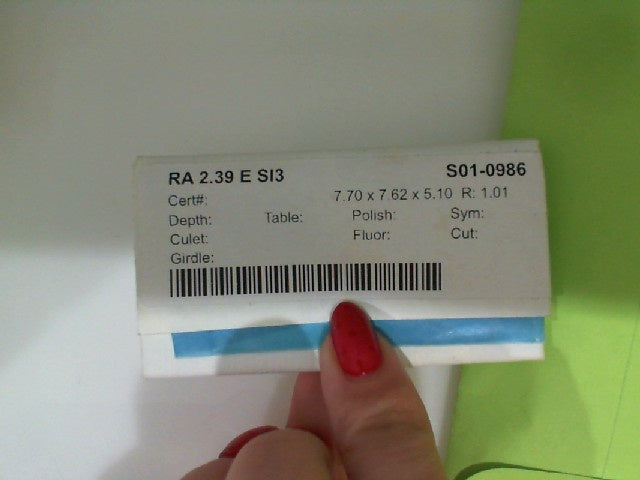 RA 2.39 E SI3 S01-0986
Cert#: 7.70 x 7.62 x 5.10 R: 1.01
Depth: Table: Polish: Sym:
Culet: Fluor: Cut:
Girdle: